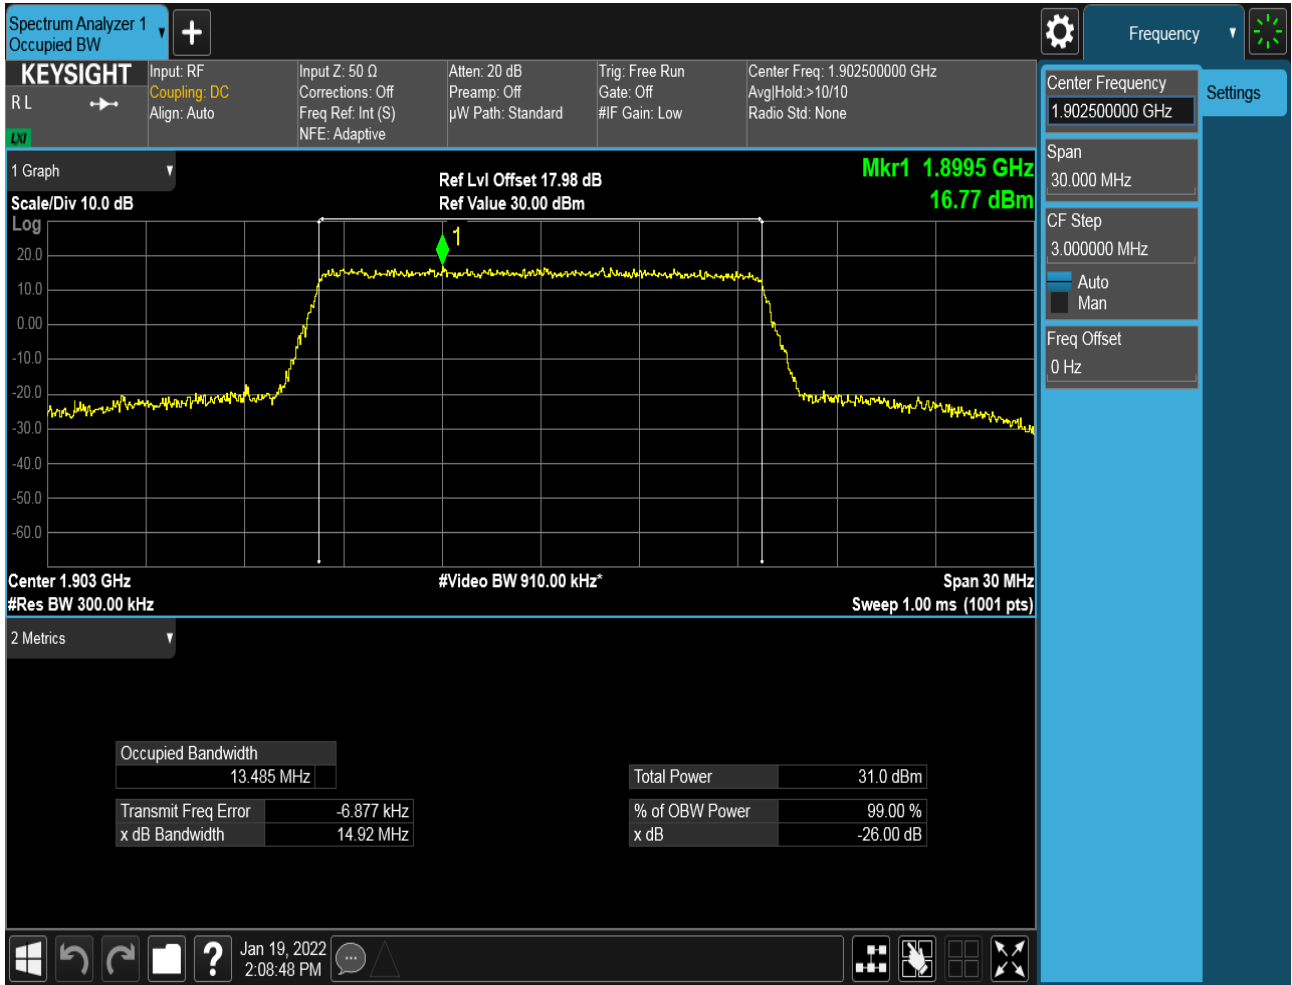 Spectrum Analyzer 1
Occupied BW
Frequency
KEYSIGHT
R L
LXI
Input: RF
Coupling: DC
Align: Auto
Input Z: 50 Ω
Corrections: Off
Freq Ref: Int (S)
NFE: Adaptive
Atten: 20 dB
Preamp: Off
µW Path: Standard
Trig: Free Run
Gate: Off
#IF Gain: Low
Center Freq: 1.902500000 GHz
Avg|Hold:>10/10
Radio Std: None
Center Frequency
1.902500000 GHz
Settings
Span
30.000 MHz
CF Step
3.000000 MHz
Auto
Man
Freq Offset
0 Hz
1 Graph
Scale/Div 10.0 dB
Log
Ref Lvl Offset 17.98 dB
Ref Value 30.00 dBm
Mkr1 1.8995 GHz
16.77 dBm
1
20.0
10.0
0.00
-10.0
-20.0
-30.0
-40.0
-50.0
-60.0
Center 1.903 GHz
#Video BW 910.00 kHz*
Span 30 MHz
#Res BW 300.00 kHz
Sweep 1.00 ms (1001 pts)
2 Metrics
Occupied Bandwidth
13.485 MHz
Total Power 31.0 dBm
Transmit Freq Error -6.877 kHz
% of OBW Power 99.00 %
x dB Bandwidth 14.92 MHz
x dB -26.00 dB
?
Jan 19, 2022
2:08:48 PM